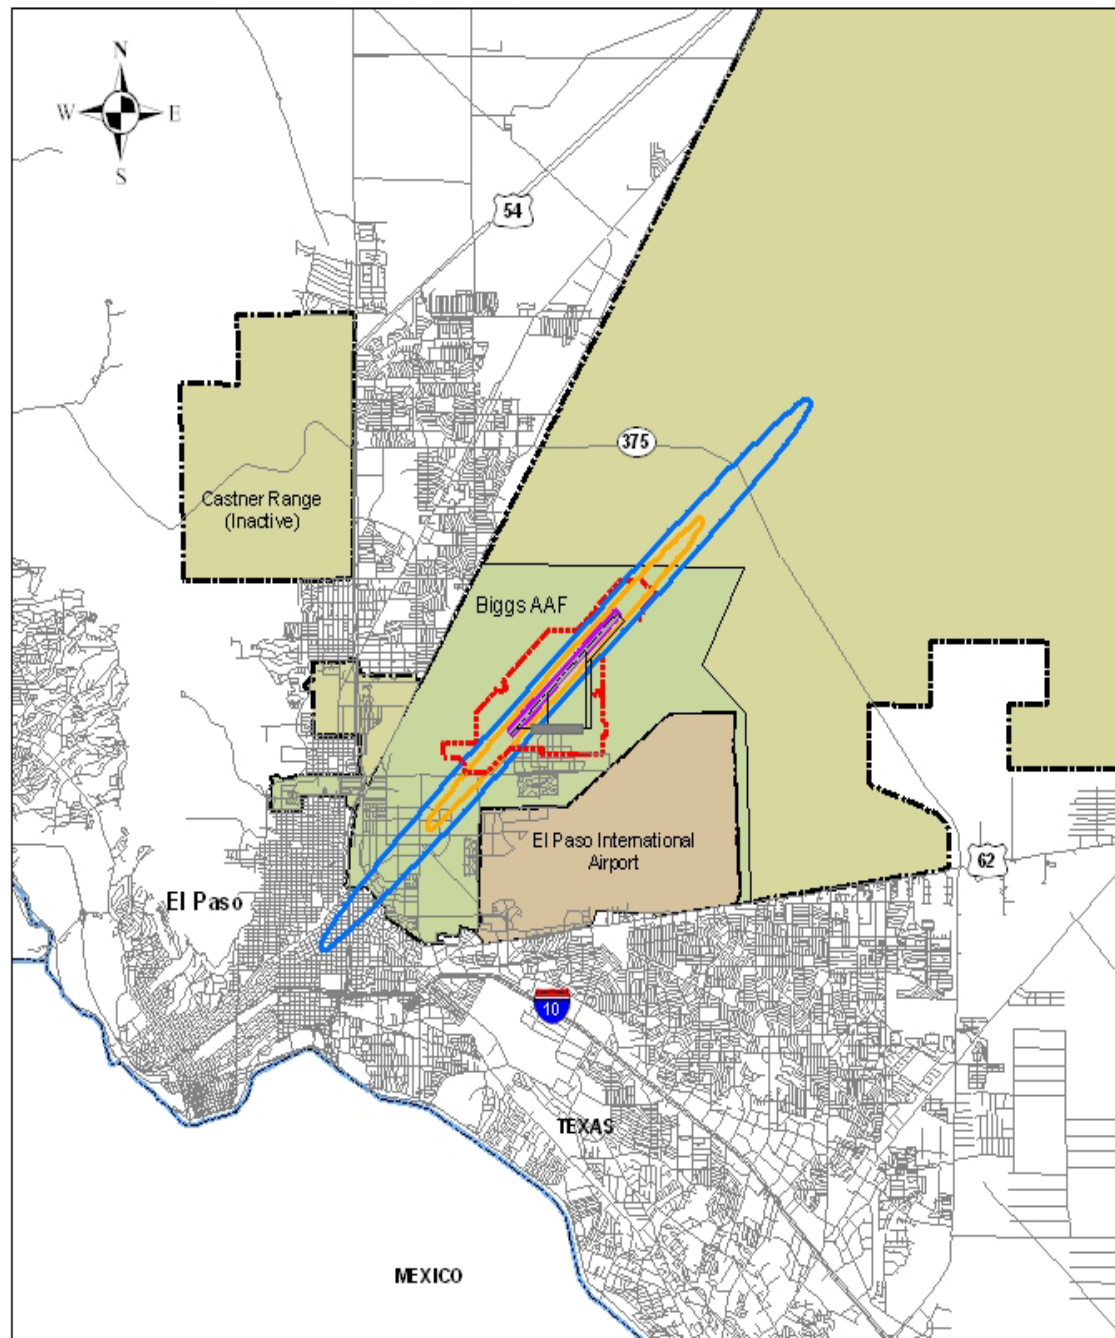 N
W E
S
54
375
Castner Range
(Inactive)
Biggs AAF
El Paso International
Airport
62
El Paso
10
TEXAS
MEXICO